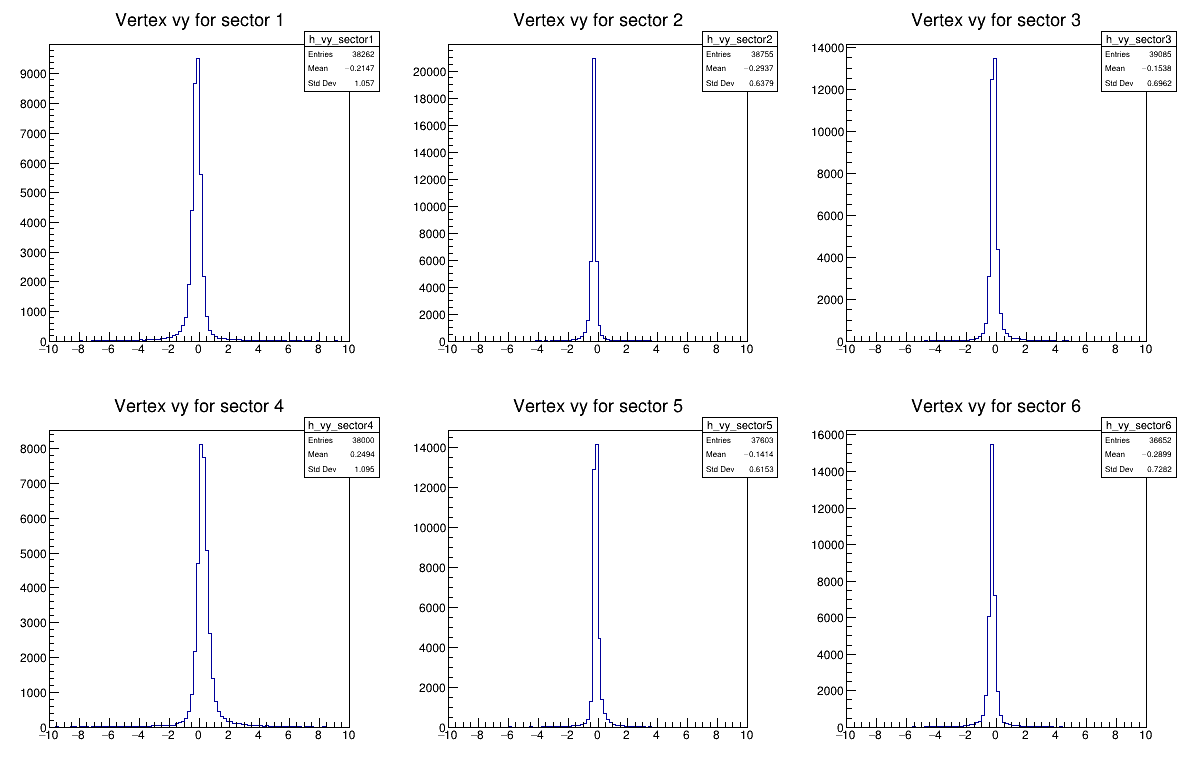 Vertex vy for sector 1
h_vy_sector1
Entries 38262
Mean −0.2147
Std Dev 1.057
9000
8000
7000
6000
5000
4000
3000
2000
1000
0
−10 −8 −6 −4 −2 0 2 4 6 8 10
Vertex vy for sector 2
h_vy_sector2
Entries 38755
Mean −0.2937
Std Dev 0.6379
20000
18000
16000
14000
12000
10000
8000
6000
4000
2000
0
−10 −8 −6 −4 −2 0 2 4 6 8 10
Vertex vy for sector 3
h_vy_sector3
Entries 39085
Mean −0.1538
Std Dev 0.6962
14000
12000
10000
8000
6000
4000
2000
0
−10 −8 −6 −4 −2 0 2 4 6 8 10
Vertex vy for sector 4
h_vy_sector4
Entries 38000
Mean 0.2494
Std Dev 1.095
8000
7000
6000
5000
4000
3000
2000
1000
0
−10 −8 −6 −4 −2 0 2 4 6 8 10
Vertex vy for sector 5
h_vy_sector5
Entries 37603
Mean −0.1414
Std Dev 0.6153
14000
12000
10000
8000
6000
4000
2000
0
−10 −8 −6 −4 −2 0 2 4 6 8 10
Vertex vy for sector 6
h_vy_sector6
Entries 36652
Mean −0.2899
Std Dev 0.7282
16000
14000
12000
10000
8000
6000
4000
2000
0
−10 −8 −6 −4 −2 0 2 4 6 8 10